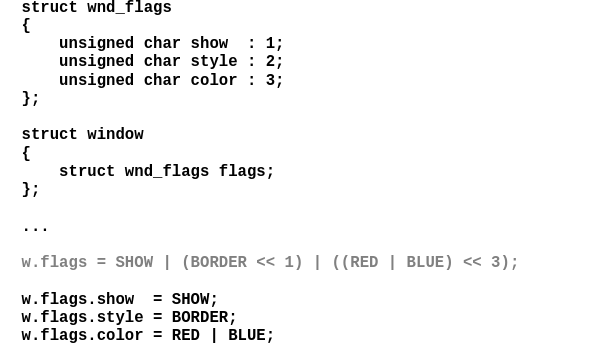 struct wnd_flags
{
    unsigned char show  : 1;
    unsigned char style : 2;
    unsigned char color : 3;
};

struct window
{
    struct wnd_flags flags;
};

...

w.flags = SHOW | (BORDER << 1) | ((RED | BLUE) << 3);

w.flags.show  = SHOW;
w.flags.style = BORDER;
w.flags.color = RED | BLUE;